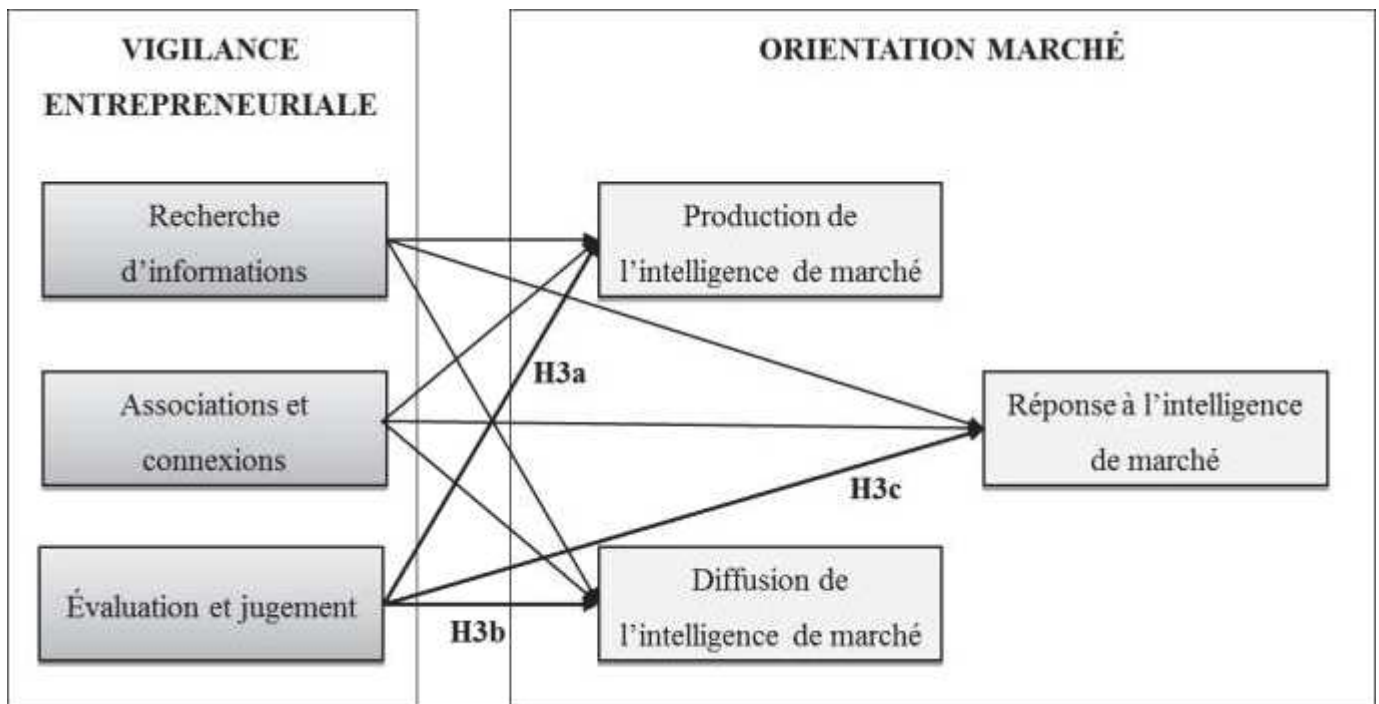 VIGILANCE
ENTREPRENEURIALE
ORIENTATION MARCHÉ
Recherche
d’informations
Associations et
connexions
Évaluation et jugement
Production de
l’intelligence de marché
H3a
Réponse à l’intelligence
de marché
H3c
Diffusion de
l’intelligence de marché
H3b